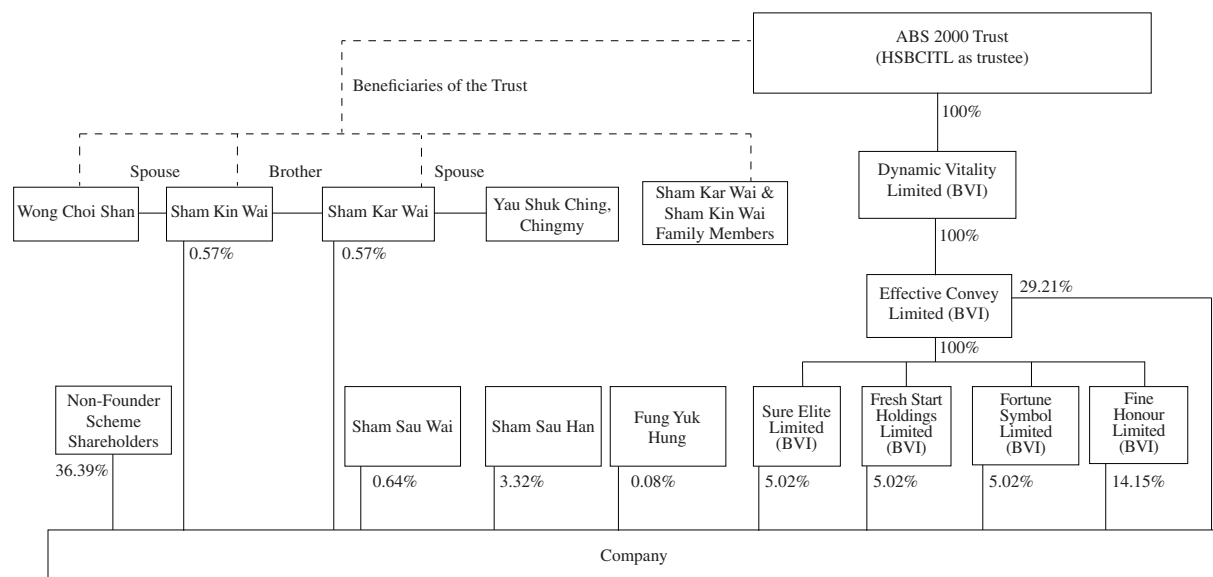 ABS 2000 Trust
(HSBCITL as trustee)
Beneficiaries of the Trust
100%
Dynamic Vitality
Limited (BVI)
Spouse
Brother
Spouse
Wong Choi Shan
Sham Kin Wai
Sham Kar Wai
Yau Shuk Ching,
Chingmy
Sham Kar Wai &
Sham Kin Wai
Family Members
0.57%
0.57%
100%
Effective Convey
Limited (BVI)
29.21%
100%
Non-Founder
Scheme
Shareholders
Sham Sau Wai
Sham Sau Han
Fung Yuk
Hung
Sure Elite
Limited
(BVI)
Fresh Start
Holdings
Limited
(BVI)
Fortune
Symbol
Limited
(BVI)
Fine
Honour
Limited
(BVI)
36.39%
0.64%
3.32%
0.08%
5.02%
5.02%
5.02%
14.15%
Company